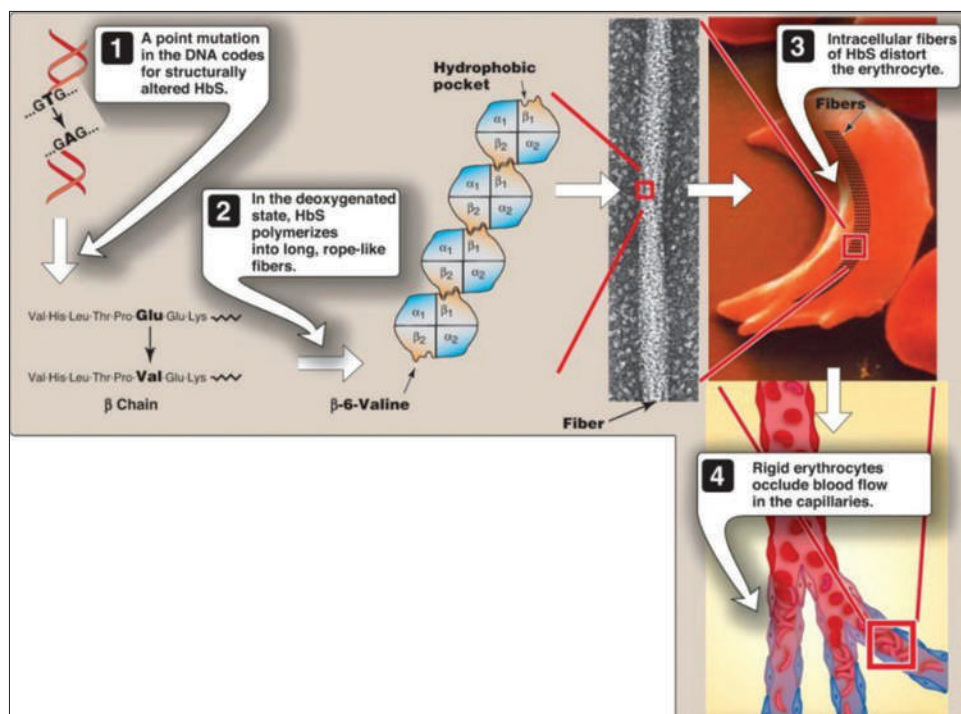 1
A point mutation
in the DNA codes
for structurally
altered HbS.
...GTG...
...GAG...
2
In the deoxygenated
state, HbS
polymerizes
into long, rope-like
fibers.
Val·His·Leu·Thr·Pro·Glu·Glu·Lys
Val·His·Leu·Thr·Pro·Val·Glu·Lys
β Chain
Hydrophobic
pocket
α1 β1
β2 α2
α1 β1
β2 α2
α1 β1
β2 α2
α1 β1
β2 α2
β-6-Valine
Fiber
3
Intracellular fibers
of HbS distort
the erythrocyte.
Fibers
4
Rigid erythrocytes
occlude blood flow
in the capillaries.